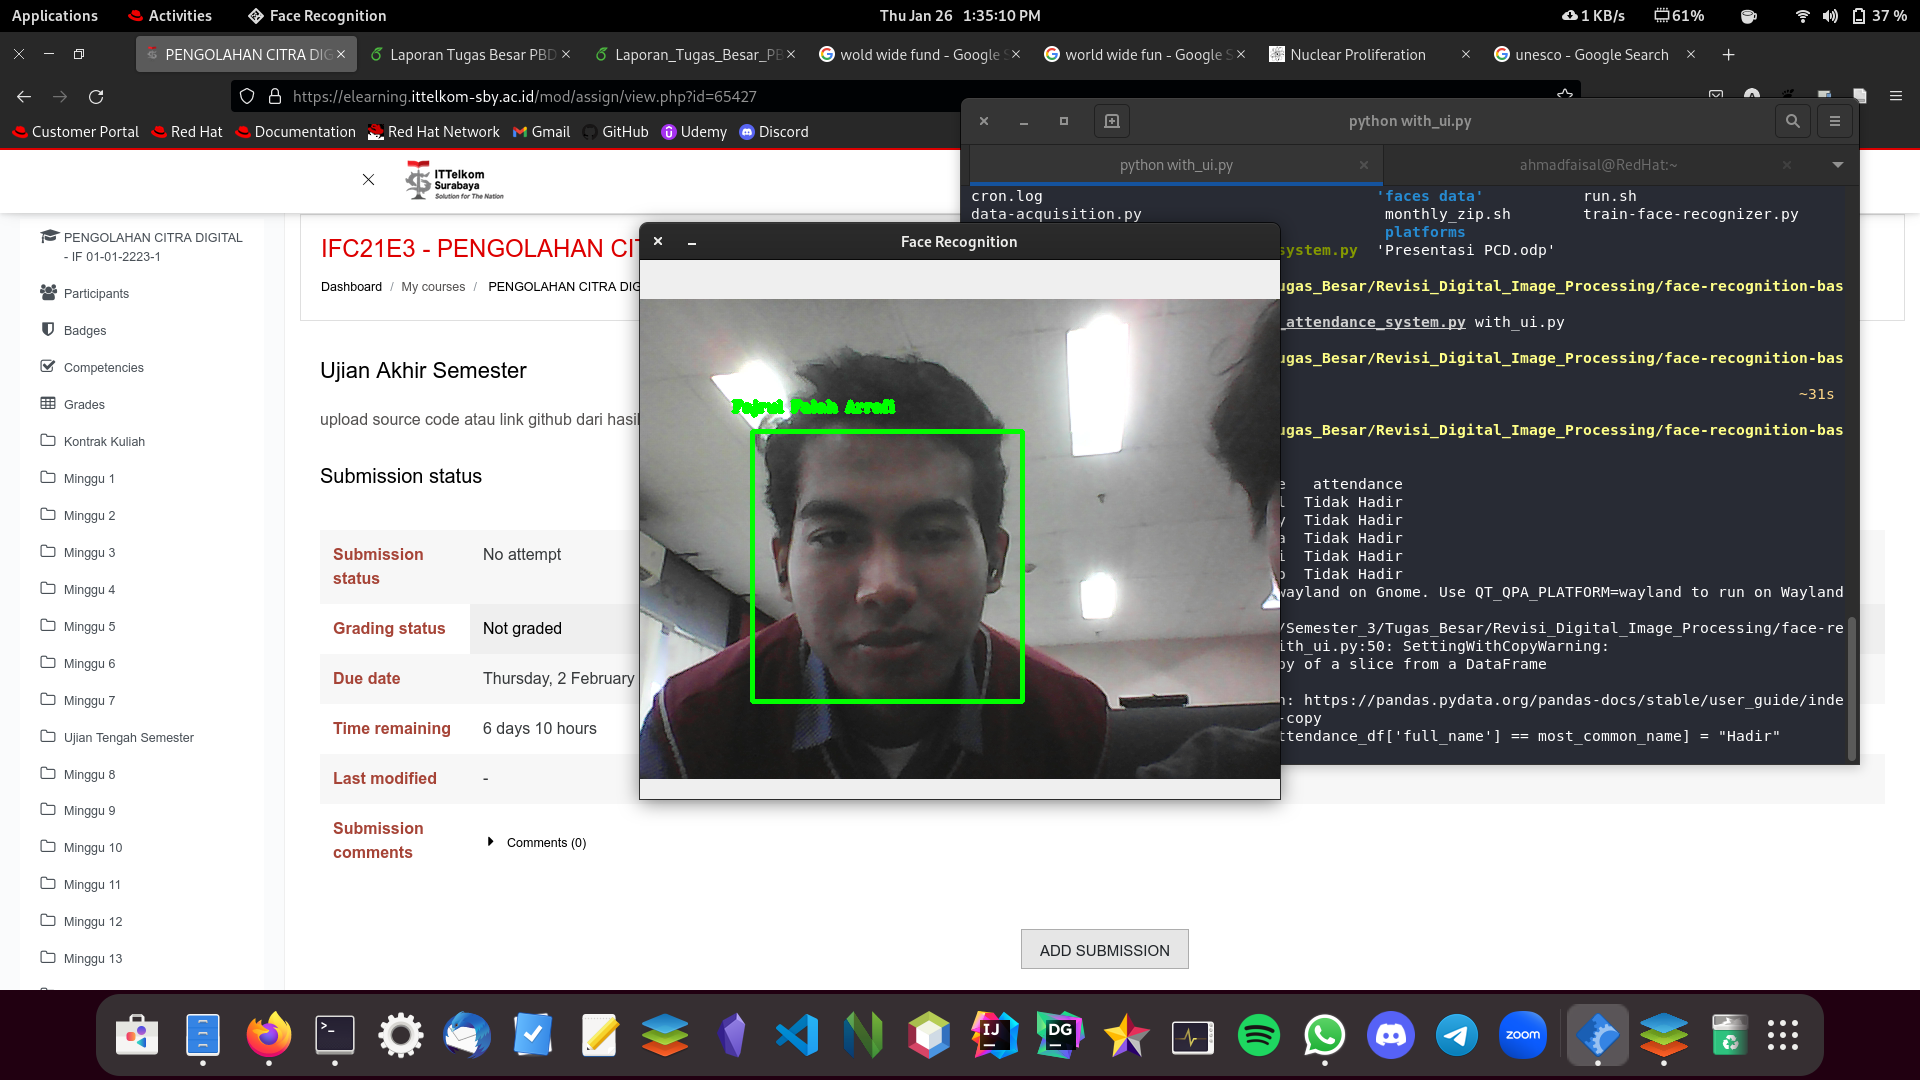 Applications
Activities
Face Recognition
Thu Jan 26 1:35:10 PM
1 KB/s
61%
37 %
PENGOLAHAN CITRA DIG
Laporan Tugas Besar PBD
Laporan_Tugas_Besar_PB
wold wide fund - Google S
world wide fun - Google S
Nuclear Proliferation
unesco - Google Search
https://elearning.ittelkom-sby.ac.id/mod/assign/view.php?id=65427
Customer Portal
Red Hat
Documentation
Red Hat Network
Gmail
GitHub
Udemy
Discord
ITTelkom
Surabaya
Solution for The Nation
PENGOLAHAN CITRA DIGITAL
- IF 01-01-2223-1
Participants
Badges
Competencies
Grades
Kontrak Kuliah
Minggu 1
Minggu 2
Minggu 3
Minggu 4
Minggu 5
Minggu 6
Minggu 7
Ujian Tengah Semester
Minggu 8
Minggu 9
Minggu 10
Minggu 11
Minggu 12
Minggu 13
IFC21E3 - PENGOLAHAN CIT
Dashboard / My courses / PENGOLAHAN CITRA DIG
Ujian Akhir Semester
upload source code atau link github dari hasil
Submission status
Submission status
No attempt
Grading status
Not graded
Due date
Thursday, 2 February
Time remaining
6 days 10 hours
Last modified
-
Submission comments
Comments (0)
ADD SUBMISSION
Face Recognition
Fajrul Falah Arrafi
python with_ui.py
python with_ui.py
ahmadfaisal@RedHat:~
cron.log 'faces data' run.sh
data-acquisition.py monthly_zip.sh train-face-recognizer.py
platforms
system.py 'Presentasi PCD.odp'
ugas_Besar/Revisi_Digital_Image_Processing/face-recognition-bas
_attendance_system.py with_ui.py
ugas_Besar/Revisi_Digital_Image_Processing/face-recognition-bas
~31s
ugas_Besar/Revisi_Digital_Image_Processing/face-recognition-bas
e attendance
l Tidak Hadir
y Tidak Hadir
a Tidak Hadir
i Tidak Hadir
o Tidak Hadir
wayland on Gnome. Use QT_QPA_PLATFORM=wayland to run on Wayland
/Semester_3/Tugas_Besar/Revisi_Digital_Image_Processing/face-re
ith_ui.py:50: SettingWithCopyWarning:
py of a slice from a DataFrame
n: https://pandas.pydata.org/pandas-docs/stable/user_guide/inde
-copy
ttendance_df['full_name'] == most_common_name] = "Hadir"
>_
IJ
DG
zoom